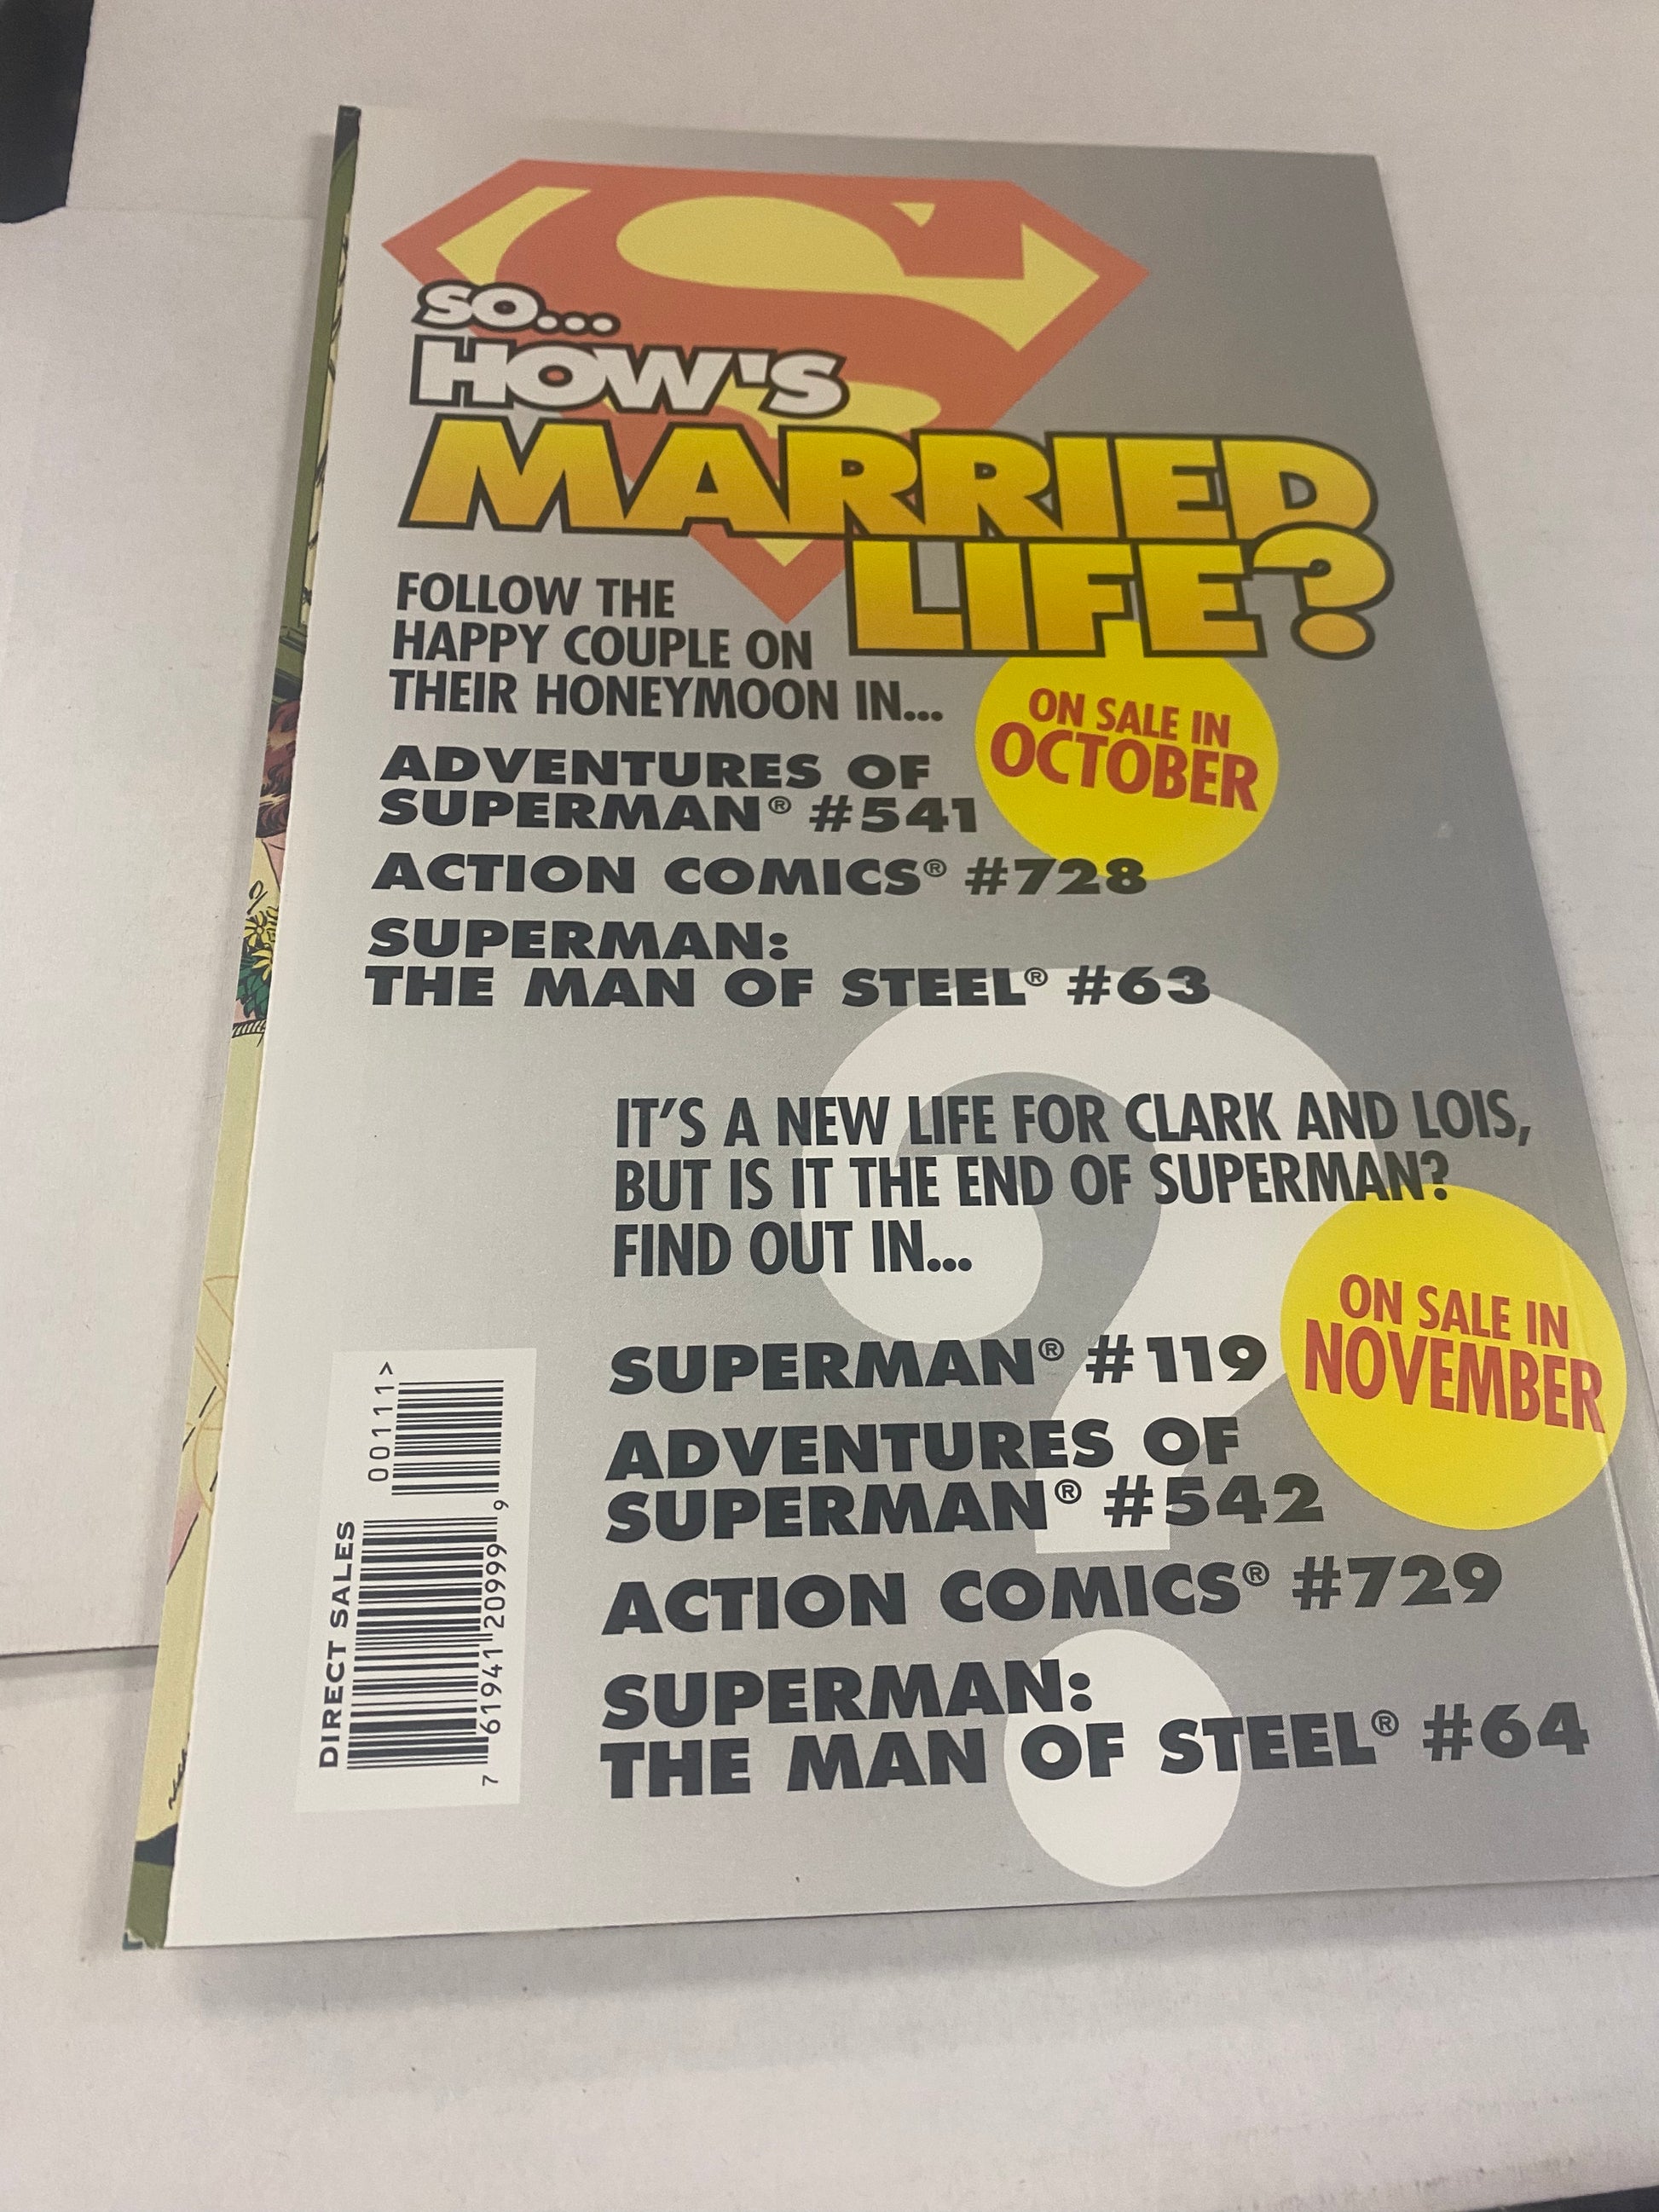 SO...
HOW'S
MARRIED
LIFE?
FOLLOW THE
HAPPY COUPLE ON
THEIR HONEYMOON IN...
ON SALE IN
OCTOBER
ADVENTURES OF
SUPERMAN® #541
ACTION COMICS® #728
SUPERMAN:
THE MAN OF STEEL® #63
IT'S A NEW LIFE FOR CLARK AND LOIS,
BUT IS IT THE END OF SUPERMAN?
FIND OUT IN...
ON SALE IN
NOVEMBER
SUPERMAN® #119
ADVENTURES OF
SUPERMAN® #542
ACTION COMICS® #729
SUPERMAN:
THE MAN OF STEEL® #64
DIRECT SALES
00111>
7 61941 20999 9